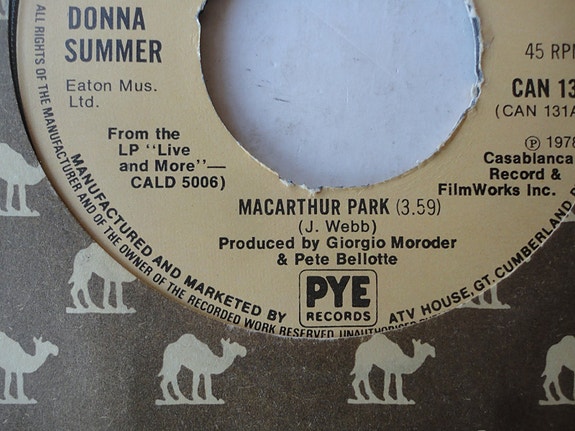 DONNA
SUMMER
Eaton Mus.
Ltd.
From the
LP "Live
and More"—
CALD 5006)
45 RPM
CAN 13
(CAN 131A
Ⓟ 1978
Casablanca
Record &
FilmWorks Inc.
MACARTHUR PARK (3.59)
(J. Webb)
Produced by Giorgio Moroder
& Pete Bellotte
PYE
RECORDS
ALL RIGHTS OF THE MANUFACTURER AND OF THE OWNER OF THE RECORDED WORK RESERVED UNAUTHORISED
MANUFACTURED AND MARKETED BY
ATV HOUSE, GT. CUMBERLAND